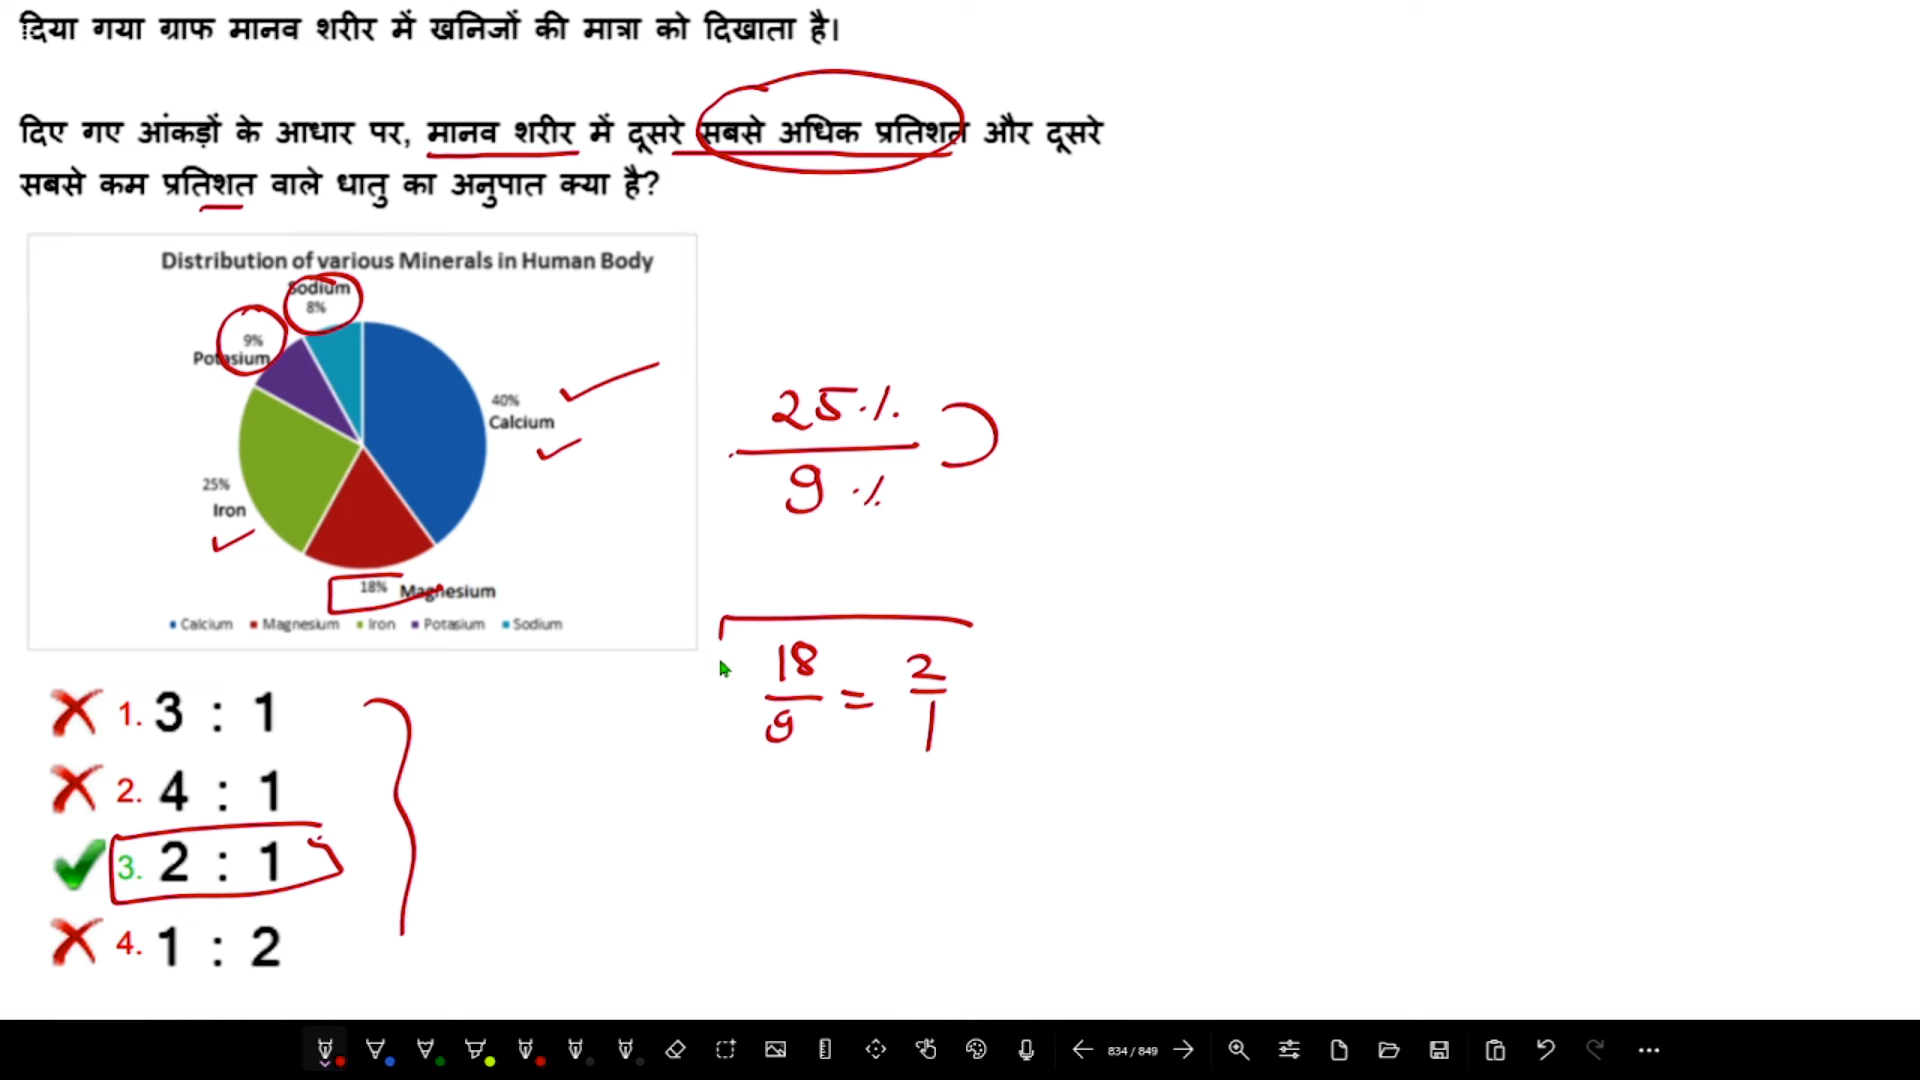 दिया गया ग्राफ मानव शरीर में खनिजों की मात्रा को दिखाता है।
दिए गए आंकड़ों के आधार पर, मानव शरीर में दूसरे सबसे अधिक प्रतिशत और दूसरे
सबसे कम प्रतिशत वाले धातु का अनुपात क्या है?
Distribution of various Minerals in Human Body
Sodium
8%
9%
Potasium
40%
Calcium
25%
Iron
18% Magnesium
Calcium Magnesium Iron Potasium Sodium
25%
9%
18/9 = 2/1
1. 3 : 1
2. 4 : 1
3. 2 : 1
4. 1 : 2
834 / 849